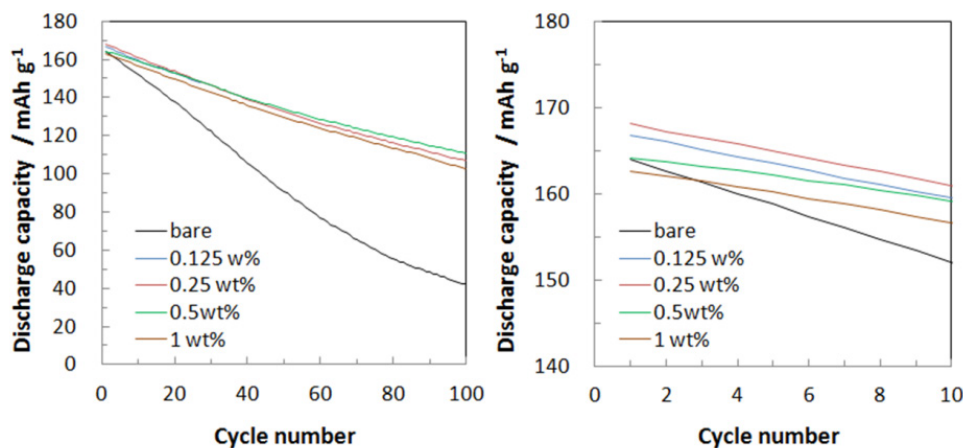 Discharge capacity / mAh g⁻¹
180
160
140
120
100
80
60
40
20
0
bare
0.125 w%
0.25 wt%
0.5wt%
1 wt%
0 20 40 60 80 100
Cycle number
Discharge capacity / mAh g⁻¹
180
170
160
150
140
bare
0.125 w%
0.25 wt%
0.5wt%
1 wt%
0 2 4 6 8 10
Cycle number